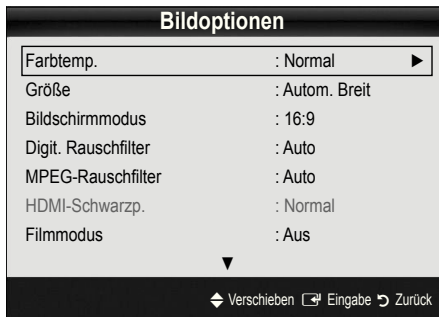 Bildoptionen
Farbtemp. : Normal ►
Größe : Autom. Breit
Bildschirmmodus : 16:9
Digit. Rauschfilter : Auto
MPEG-Rauschfilter : Auto
HDMI-Schwarzp. : Normal
Filmmodus : Aus
▼
Verschieben Eingabe Zurück